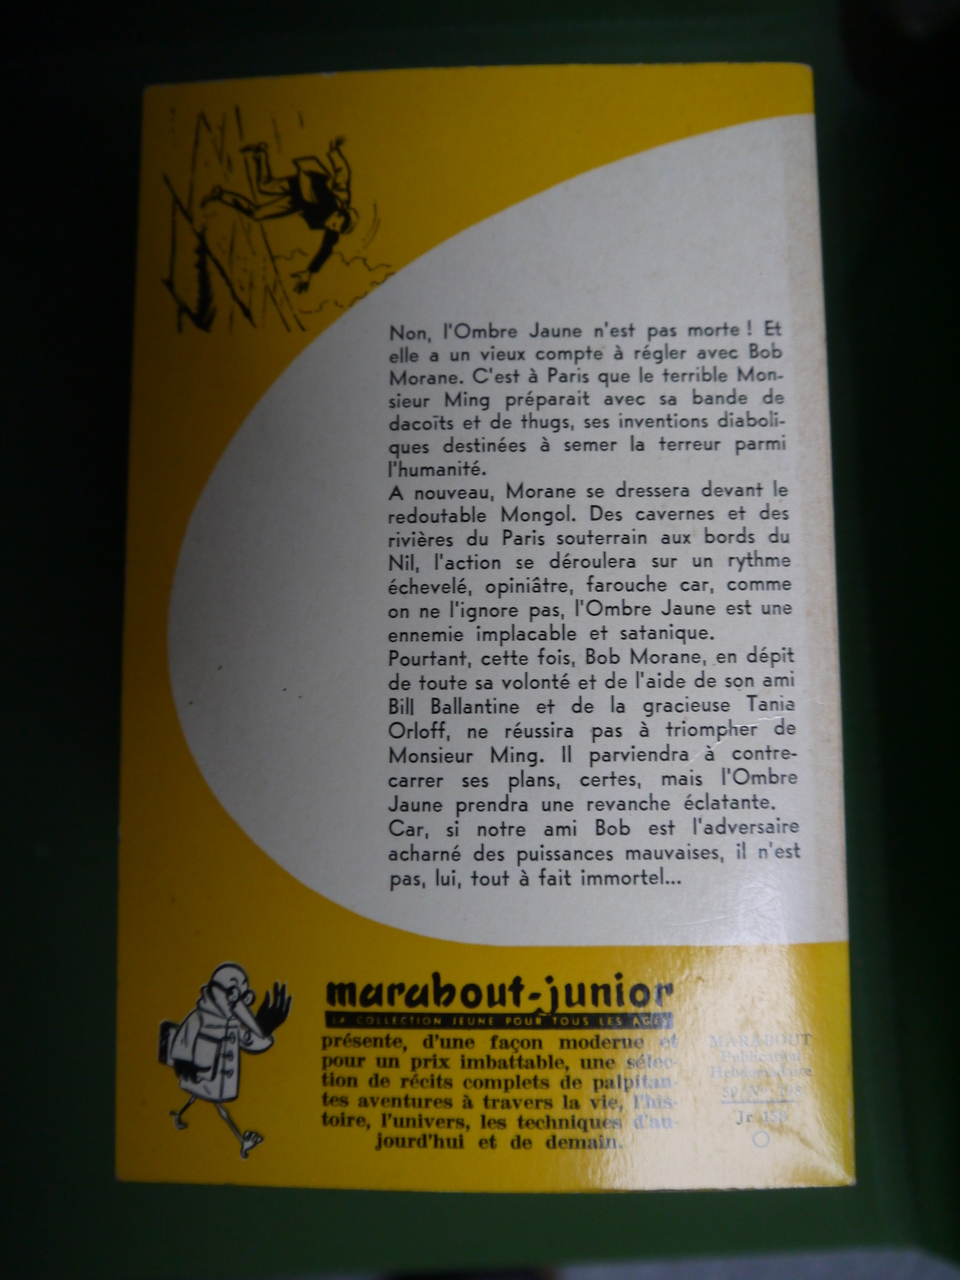 Non, l'Ombre Jaune n'est pas morte ! Et
elle a un vieux compte à régler avec Bob
Morane. C'est à Paris que le terrible Mon-
sieur Ming préparait avec sa bande de
dacoïts et de thugs, ses inventions diaboli-
ques destinées à semer la terreur parmi
l'humanité.
A nouveau, Morane se dressera devant le
redoutable Mongol. Des cavernes et des
rivières du Paris souterrain aux bords du
Nil, l'action se déroulera sur un rythme
échevelé, opiniâtre, farouche car, comme
on ne l'ignore pas, l'Ombre Jaune est une
ennemie implacable et satanique.
Pourtant, cette fois, Bob Morane, en dépit
de toute sa volonté et de l'aide de son ami
Bill Ballantine et de la gracieuse Tania
Orloff, ne réussira pas à triompher de
Monsieur Ming. Il parviendra à contre-
carrer ses plans, certes, mais l'Ombre
Jaune prendra une revanche éclatante.
Car, si notre ami Bob est l'adversaire
acharné des puissances mauvaises, il n'est
pas, lui, tout à fait immortel...
marabout-junior
LA COLLECTION JEUNE POUR TOUS LES AGES
présente, d'une façon moderne et
pour un prix imbattable, une sélec-
tion de récits complets de palpitan-
tes aventures à travers la vie, l'his-
toire, l'univers, les techniques d'au-
jourd'hui et de demain.
MARABOUT
Publication
Hebdomadaire
Jr